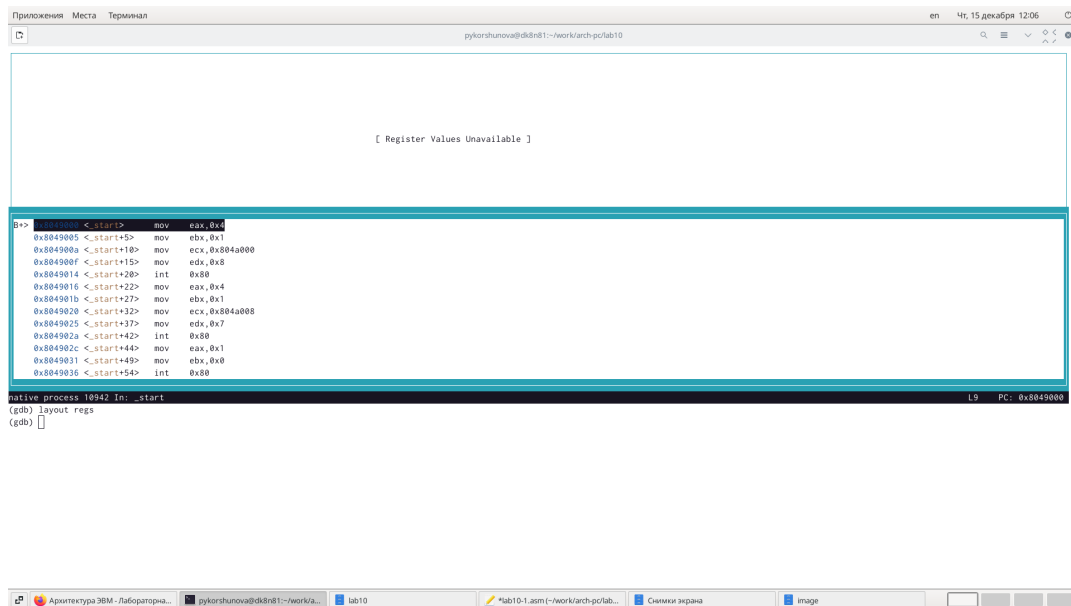 Приложения Места Терминал en Чт, 15 декабря 12:06
pykorshunova@dk8n81:~/work/arch-pc/lab10
[ Register Values Unavailable ]
B+> 0x8049000 <_start> mov eax,0x4
0x8049005 <_start+5> mov ebx,0x1
0x804900a <_start+10> mov ecx,0x804a000
0x804900f <_start+15> mov edx,0x8
0x8049014 <_start+20> int 0x80
0x8049016 <_start+22> mov eax,0x4
0x804901b <_start+27> mov ebx,0x1
0x8049020 <_start+32> mov ecx,0x804a008
0x8049025 <_start+37> mov edx,0x7
0x804902a <_start+42> int 0x80
0x804902c <_start+44> mov eax,0x1
0x8049031 <_start+49> mov ebx,0x0
0x8049036 <_start+54> int 0x80
native process 10942 In: _start L9 PC: 0x8049000
(gdb) layout regs
(gdb)
Архитектура ЭВМ - Лабораторна... pykorshunova@dk8n81:~/work/a... lab10 *lab10-1.asm (~/work/arch-pc/lab... Снимки экрана image